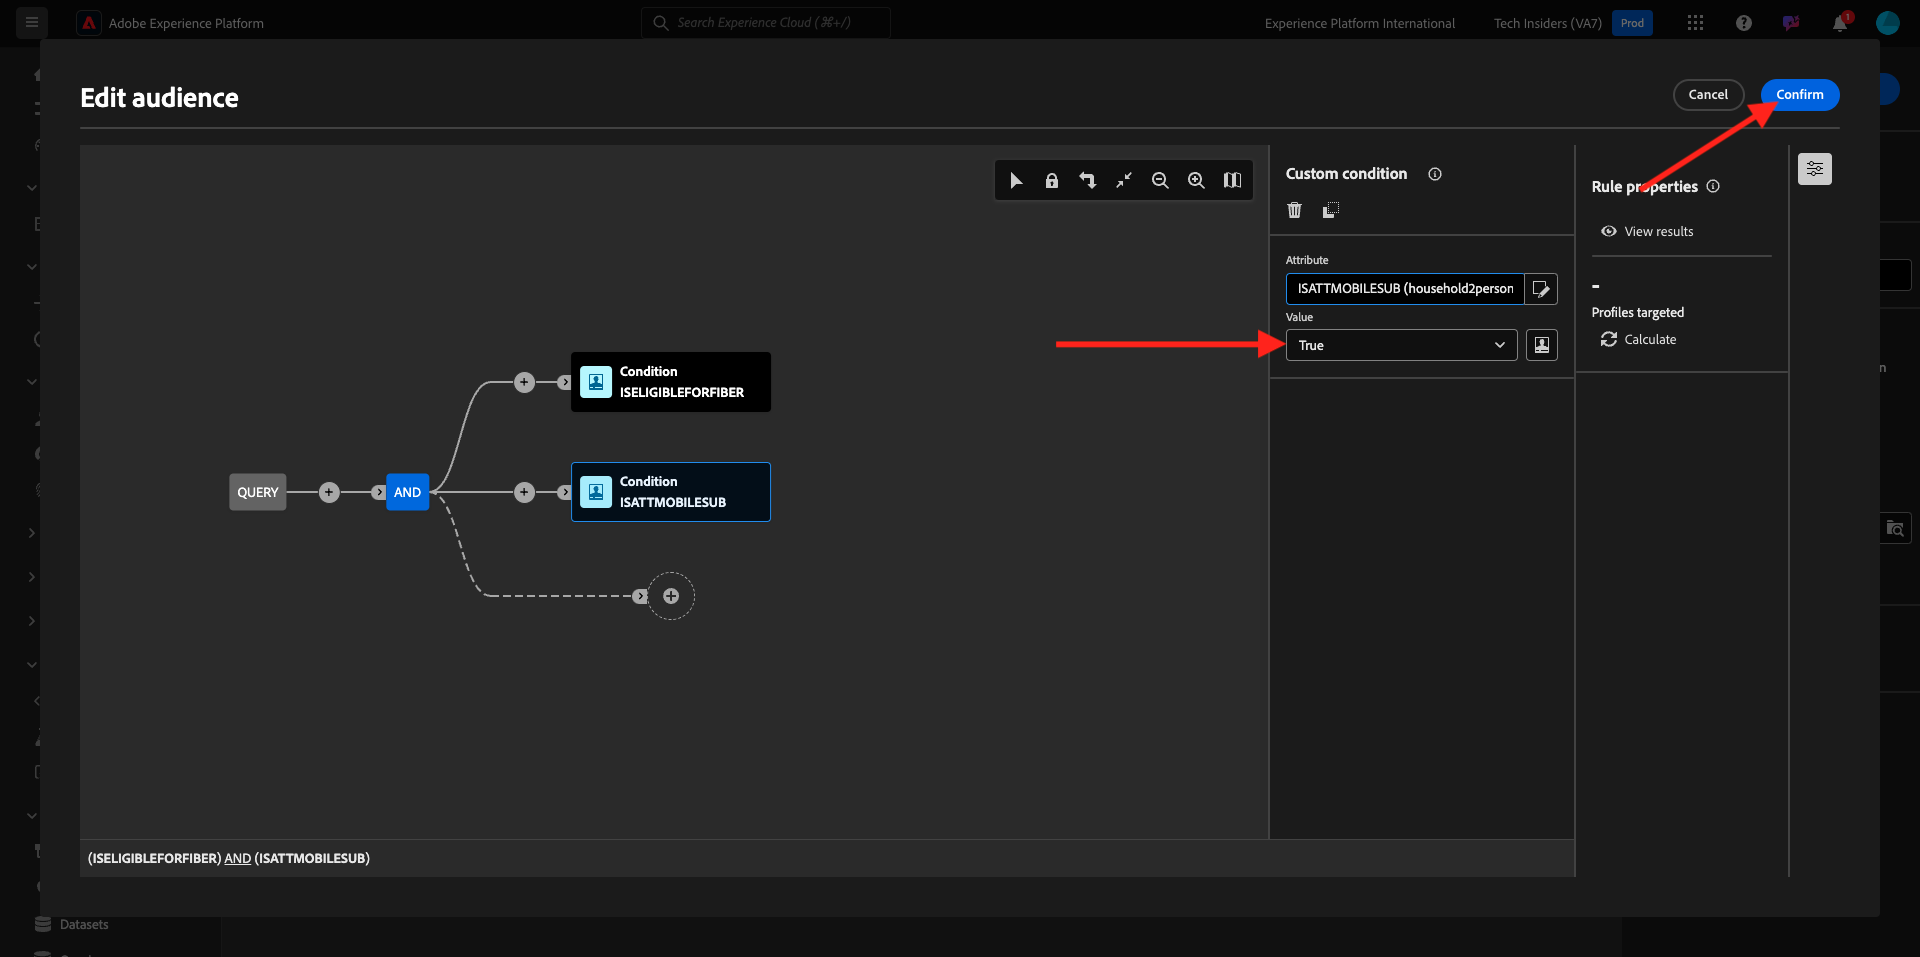 Adobe Experience Platform
Search Experience Cloud (⌘+/)
Experience Platform International
Tech Insiders (VA7)
Prod
1
Edit audience
Cancel
Confirm
Custom condition
Rule properties
View results
Attribute
ISATTMOBILESUB (household2person
Value
True
-
Profiles targeted
Calculate
Condition
ISELIGIBLEFORFIBER
QUERY
AND
Condition
ISATTMOBILESUB
(ISELIGIBLEFORFIBER) AND (ISATTMOBILESUB)
Datasets